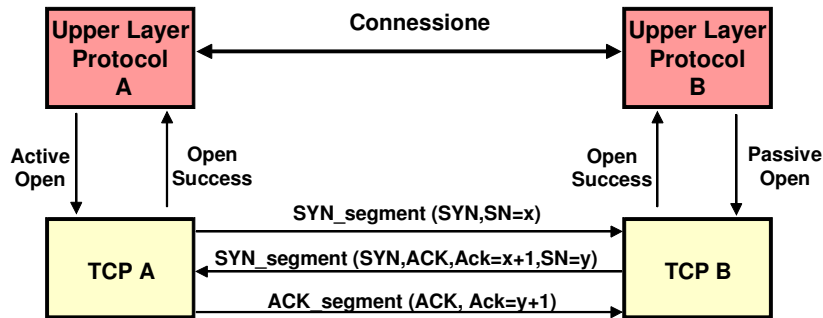 Upper Layer
Protocol
A
Connessione
Upper Layer
Protocol
B
Active
Open
Open
Success
Open
Success
Passive
Open
SYN_segment (SYN,SN=x)
TCP A
SYN_segment (SYN,ACK,Ack=x+1,SN=y)
TCP B
ACK_segment (ACK, Ack=y+1)